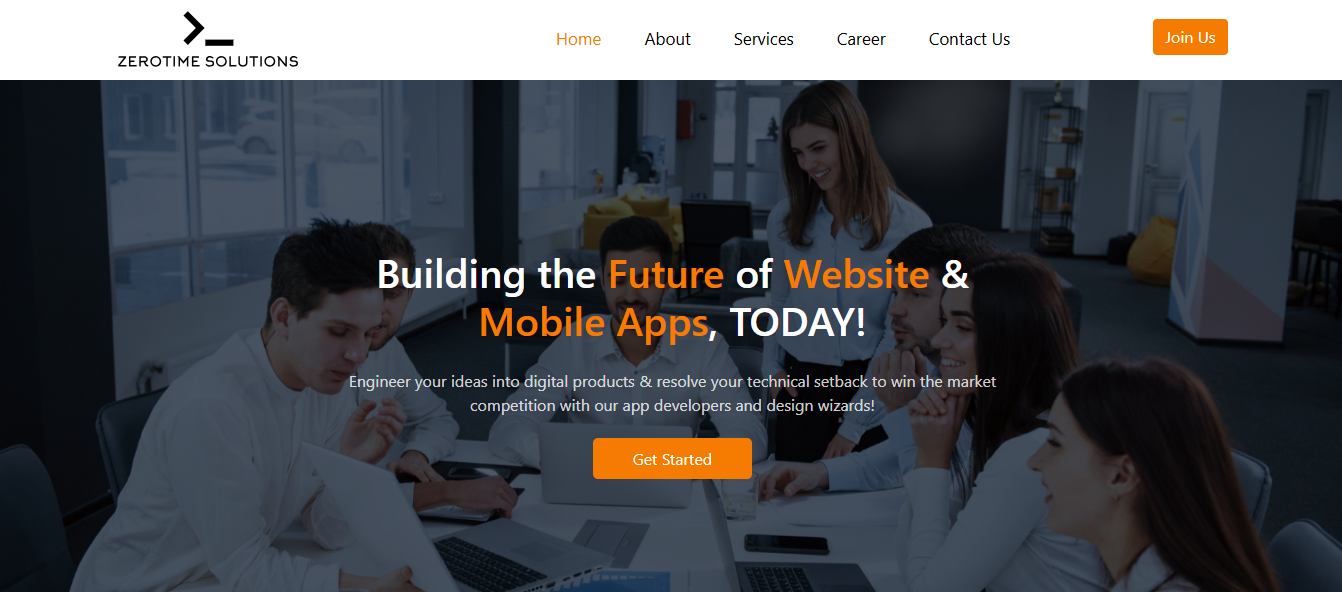 ZEROTIME SOLUTIONS
Home
About
Services
Career
Contact Us
Join Us
Building the Future of Website &
Mobile Apps, TODAY!
Engineer your ideas into digital products & resolve your technical setback to win the market
competition with our app developers and design wizards!
Get Started